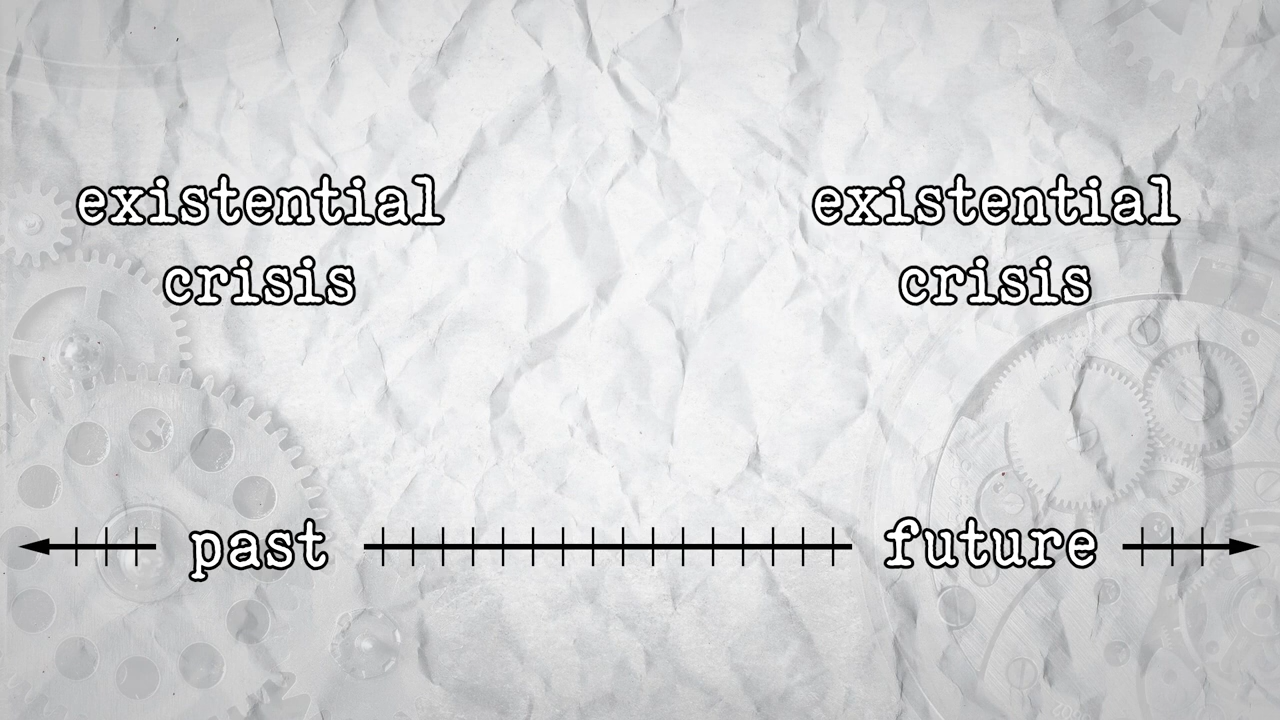 existential
crisis
existential
crisis
past
future